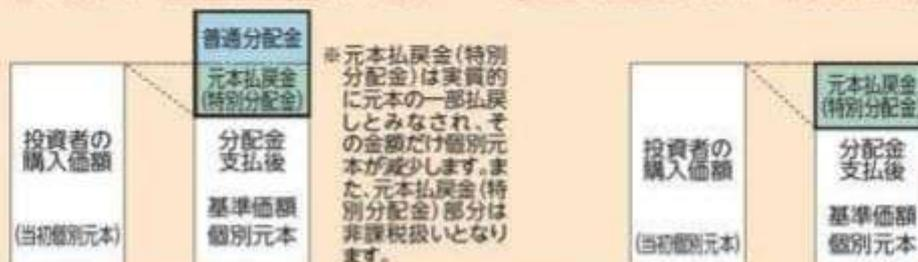 普通分配金
元本払戻金
(特別分配金)
投資者の
購入価額
(当初個別元本)
分配金
支払後
基準価額
個別元本
※元本払戻金(特別
分配金)は実質的
に元本の一部払戻
しとみなされ、そ
の金額だけ個別元
本が減少します。ま
た、元本払戻金(特
別分配金)部分は
非課税扱いとなり
ます。
投資者の
購入価額
(当初個別元本)
元本払戻金
(特別分配金)
分配金
支払後
基準価額
個別元本